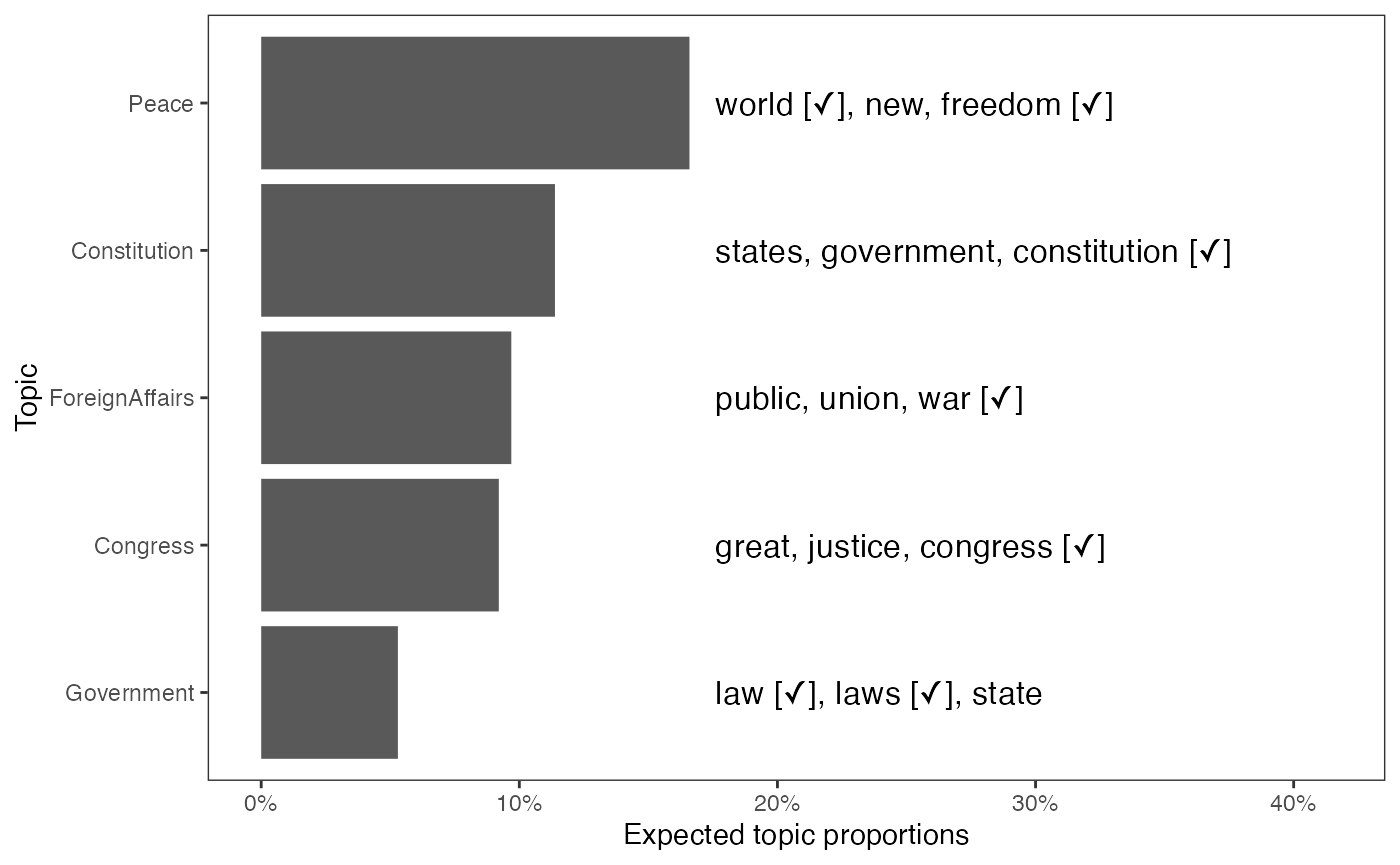 Topic
Peace
world [✓], new, freedom [✓]
Constitution
states, government, constitution [✓]
ForeignAffairs
public, union, war [✓]
Congress
great, justice, congress [✓]
Government
law [✓], laws [✓], state
0% 10% 20% 30% 40%
Expected topic proportions